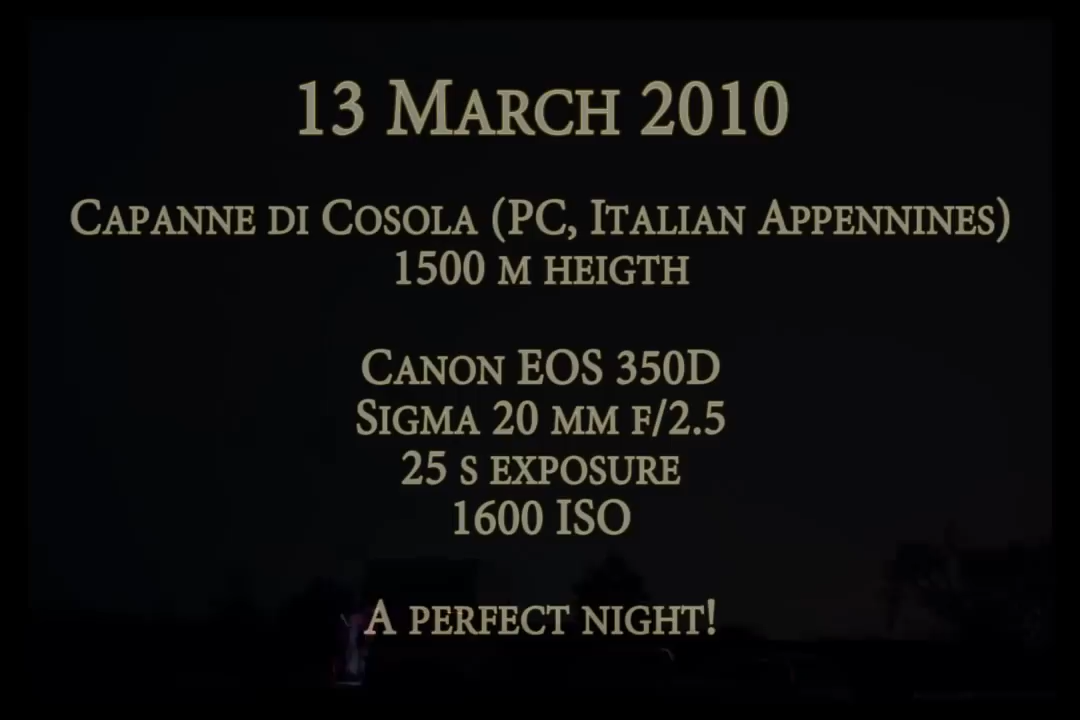 13 March 2010
Capanne di Cosola (PC, Italian Appennines)
1500 m heigth
Canon EOS 350D
Sigma 20 mm f/2.5
25 s exposure
1600 ISO
A perfect night!